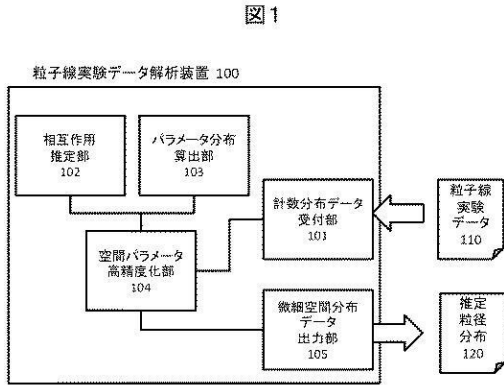 図1
粒子線実験データ解析装置 100
相互作用
推定部
102
パラメータ分布
算出部
103
計数分布データ
受付部
101
粒子線
実験
データ
110
空間パラメータ
高精度化部
104
微細空間分布
データ
出力部
105
推定
粒径
分布
120